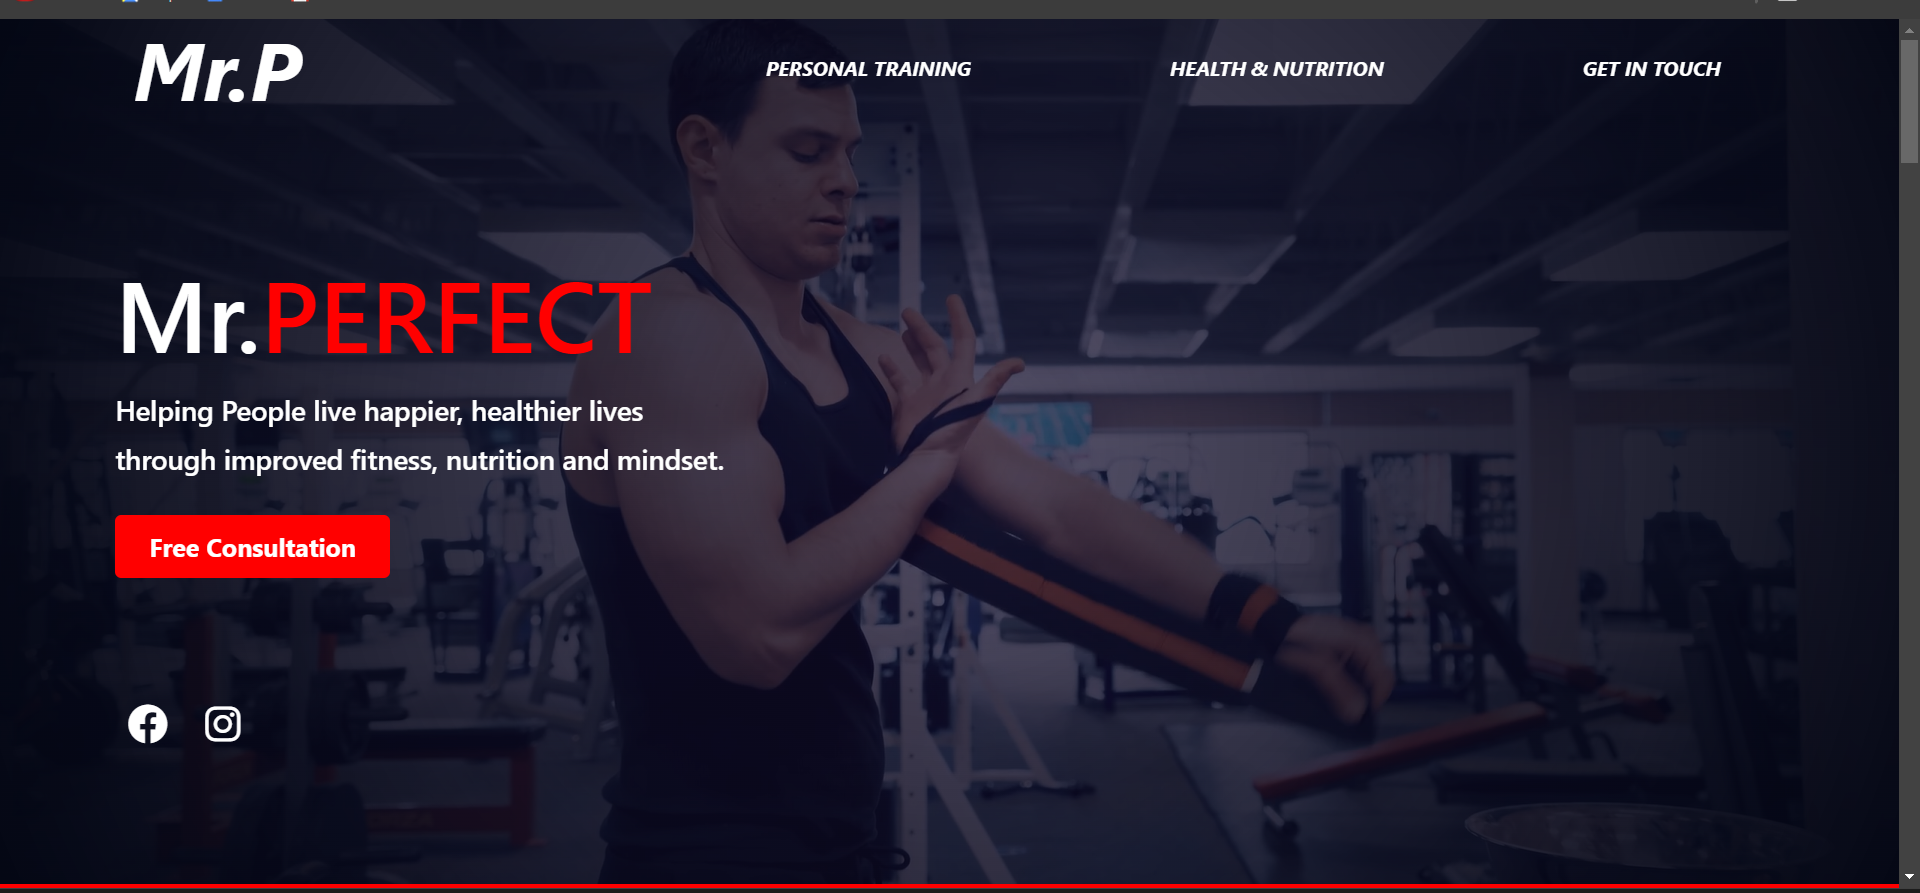 Mr.P
PERSONAL TRAINING
HEALTH & NUTRITION
GET IN TOUCH
Mr.PERFECT
Helping People live happier, healthier lives
through improved fitness, nutrition and mindset.
Free Consultation